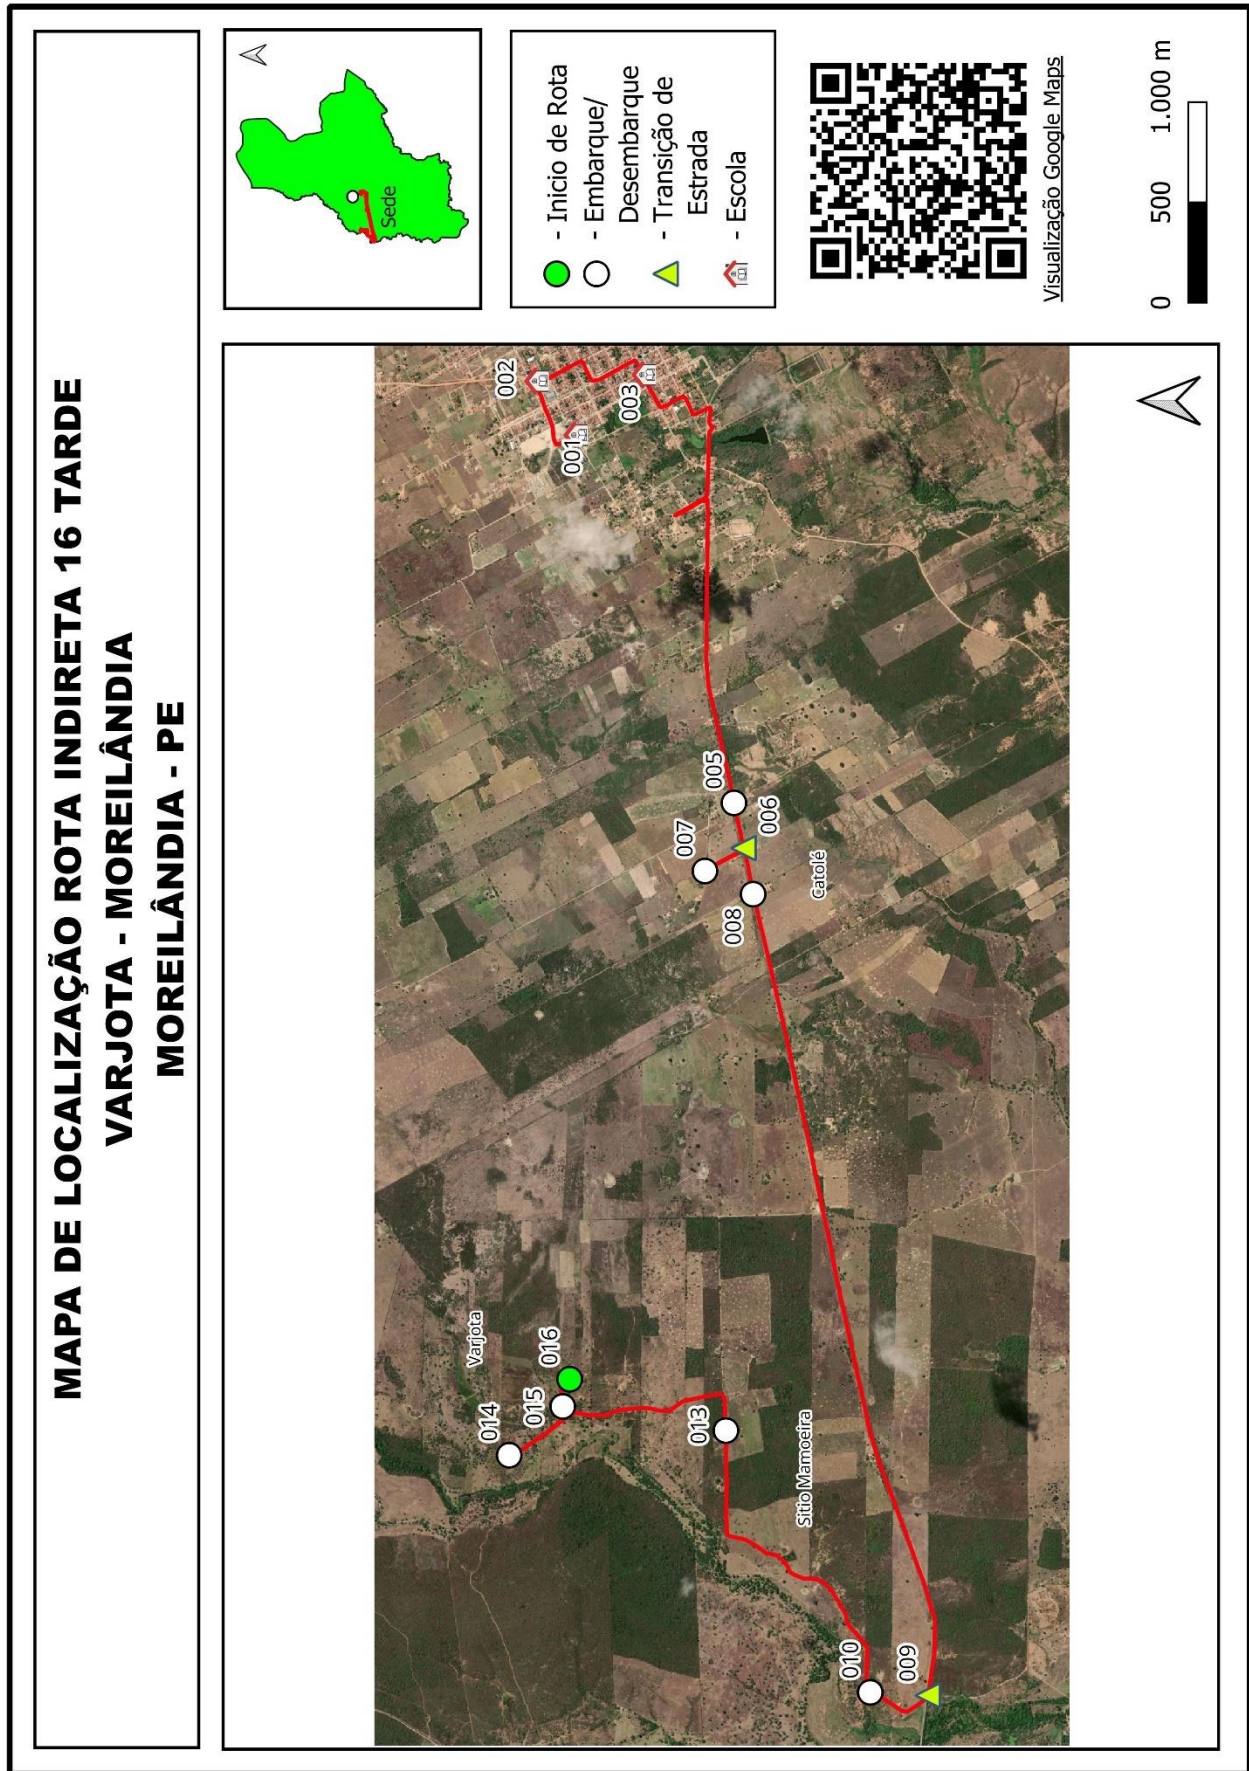 MAPA DE LOCALIZAÇÃO ROTA INDIRETA 16 TARDE
VARJOTA - MOREILÂNDIA
MOREILÂNDIA - PE
Sede
- Inicio de Rota
- Embarque/
Desembarque
- Transição de
Estrada
- Escola
Visualização Google Maps
0 500 1.000 m
002
001
003
005
006
007
008
Catolé
Varjota
014
015
016
013
Sitio Mamoeira
010
009